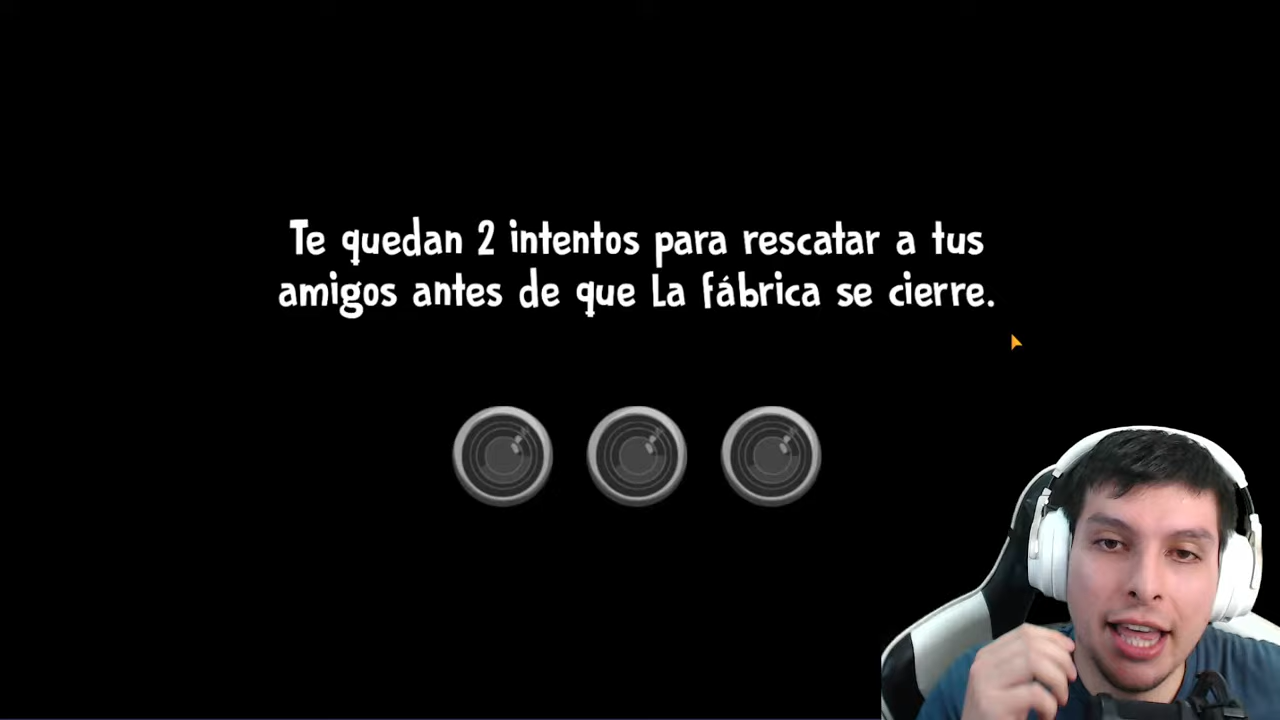 Te quedan 2 intentos para rescatar a tus
amigos antes de que La fábrica se cierre.